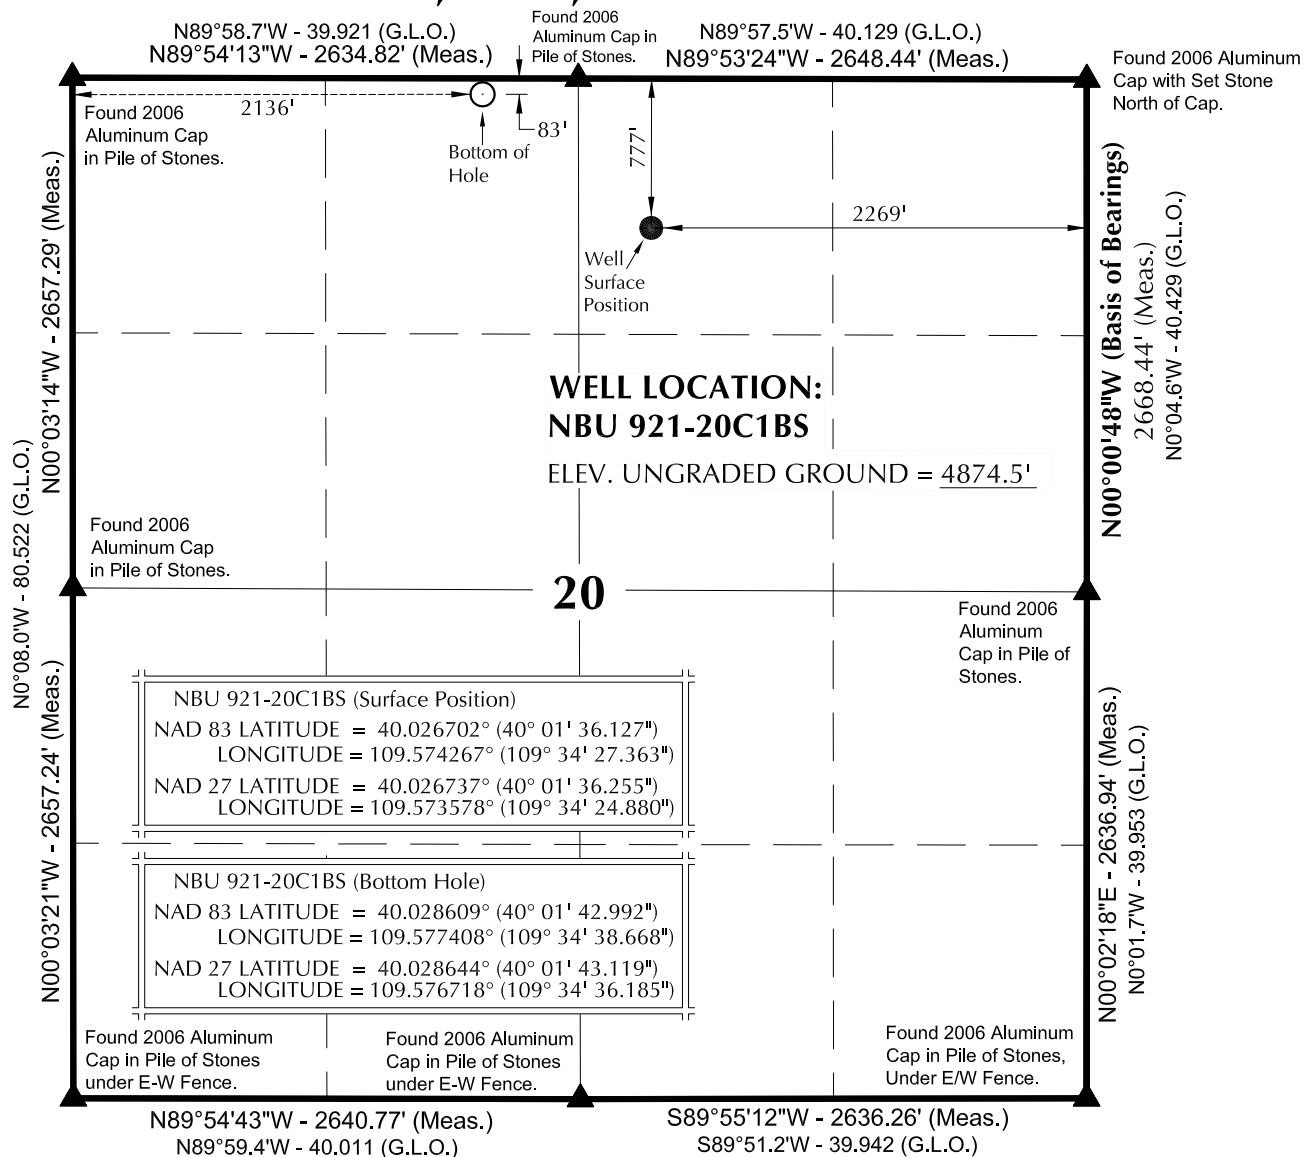 N89°58.7'W - 39.921 (G.L.O.)
N89°54'13"W - 2634.82' (Meas.)
Found 2006
Aluminum Cap in
Pile of Stones.
N89°57.5'W - 40.129 (G.L.O.)
N89°53'24"W - 2648.44' (Meas.)
Found 2006 Aluminum
Cap with Set Stone
North of Cap.
Found 2006
Aluminum Cap
in Pile of Stones.
2136'
83'
Bottom of
Hole
777'
2269'
Well
Surface
Position
N00°03'14"W - 2657.29' (Meas.)
N00°00'48"W (Basis of Bearings)
2668.44' (Meas.)
N0°04.6'W - 40.429 (G.L.O.)
WELL LOCATION:
NBU 921-20C1BS
ELEV. UNGRADED GROUND = 4874.5'
N0°08.0'W - 80.522 (G.L.O.)
Found 2006
Aluminum Cap
in Pile of Stones.
20
Found 2006
Aluminum
Cap in Pile of
Stones.
N00°03'21"W - 2657.24' (Meas.)
NBU 921-20C1BS (Surface Position)
NAD 83 LATITUDE = 40.026702° (40° 01' 36.127")
LONGITUDE = 109.574267° (109° 34' 27.363")
NAD 27 LATITUDE = 40.026737° (40° 01' 36.255")
LONGITUDE = 109.573578° (109° 34' 24.880")
NBU 921-20C1BS (Bottom Hole)
NAD 83 LATITUDE = 40.028609° (40° 01' 42.992")
LONGITUDE = 109.577408° (109° 34' 38.668")
NAD 27 LATITUDE = 40.028644° (40° 01' 43.119")
LONGITUDE = 109.576718° (109° 34' 36.185")
N00°02'18"E - 2636.94' (Meas.)
N0°01.7'W - 39.953 (G.L.O.)
Found 2006 Aluminum
Cap in Pile of Stones
under E-W Fence.
Found 2006 Aluminum
Cap in Pile of Stones
under E-W Fence.
Found 2006 Aluminum
Cap in Pile of Stones,
Under E/W Fence.
N89°54'43"W - 2640.77' (Meas.)
N89°59.4'W - 40.011 (G.L.O.)
S89°55'12"W - 2636.26' (Meas.)
S89°51.2'W - 39.942 (G.L.O.)